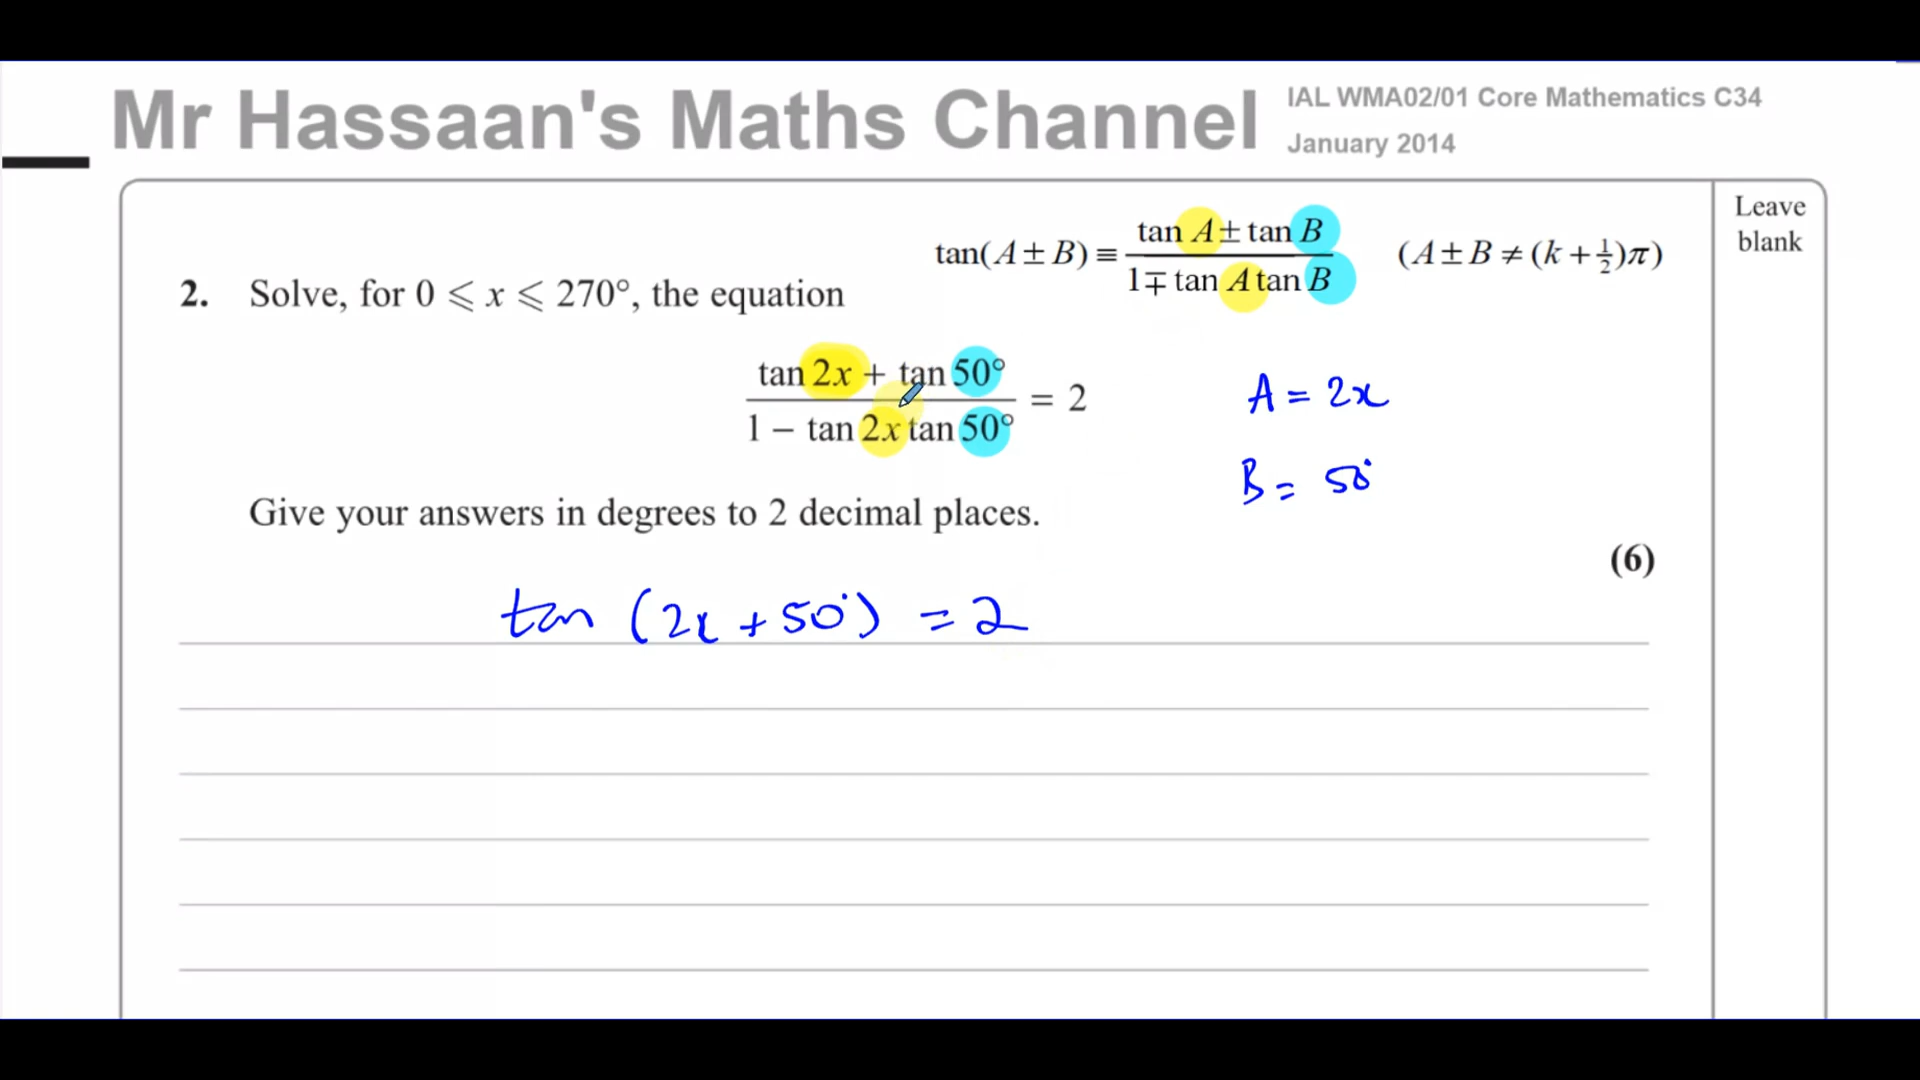 Mr Hassaan's Maths Channel
IAL WMA02/01 Core Mathematics C34
January 2014
Leave
blank
tan(A ± B) ≡ (tan A ± tan B)/(1 ∓ tan A tan B) (A ± B ≠ (k + ½)π)
2. Solve, for 0 ⩽ x ⩽ 270°, the equation
(tan 2x + tan 50°)/(1 − tan 2x tan 50°) = 2
A = 2x
B = 50°
Give your answers in degrees to 2 decimal places.
(6)
tan (2x + 50°) = 2